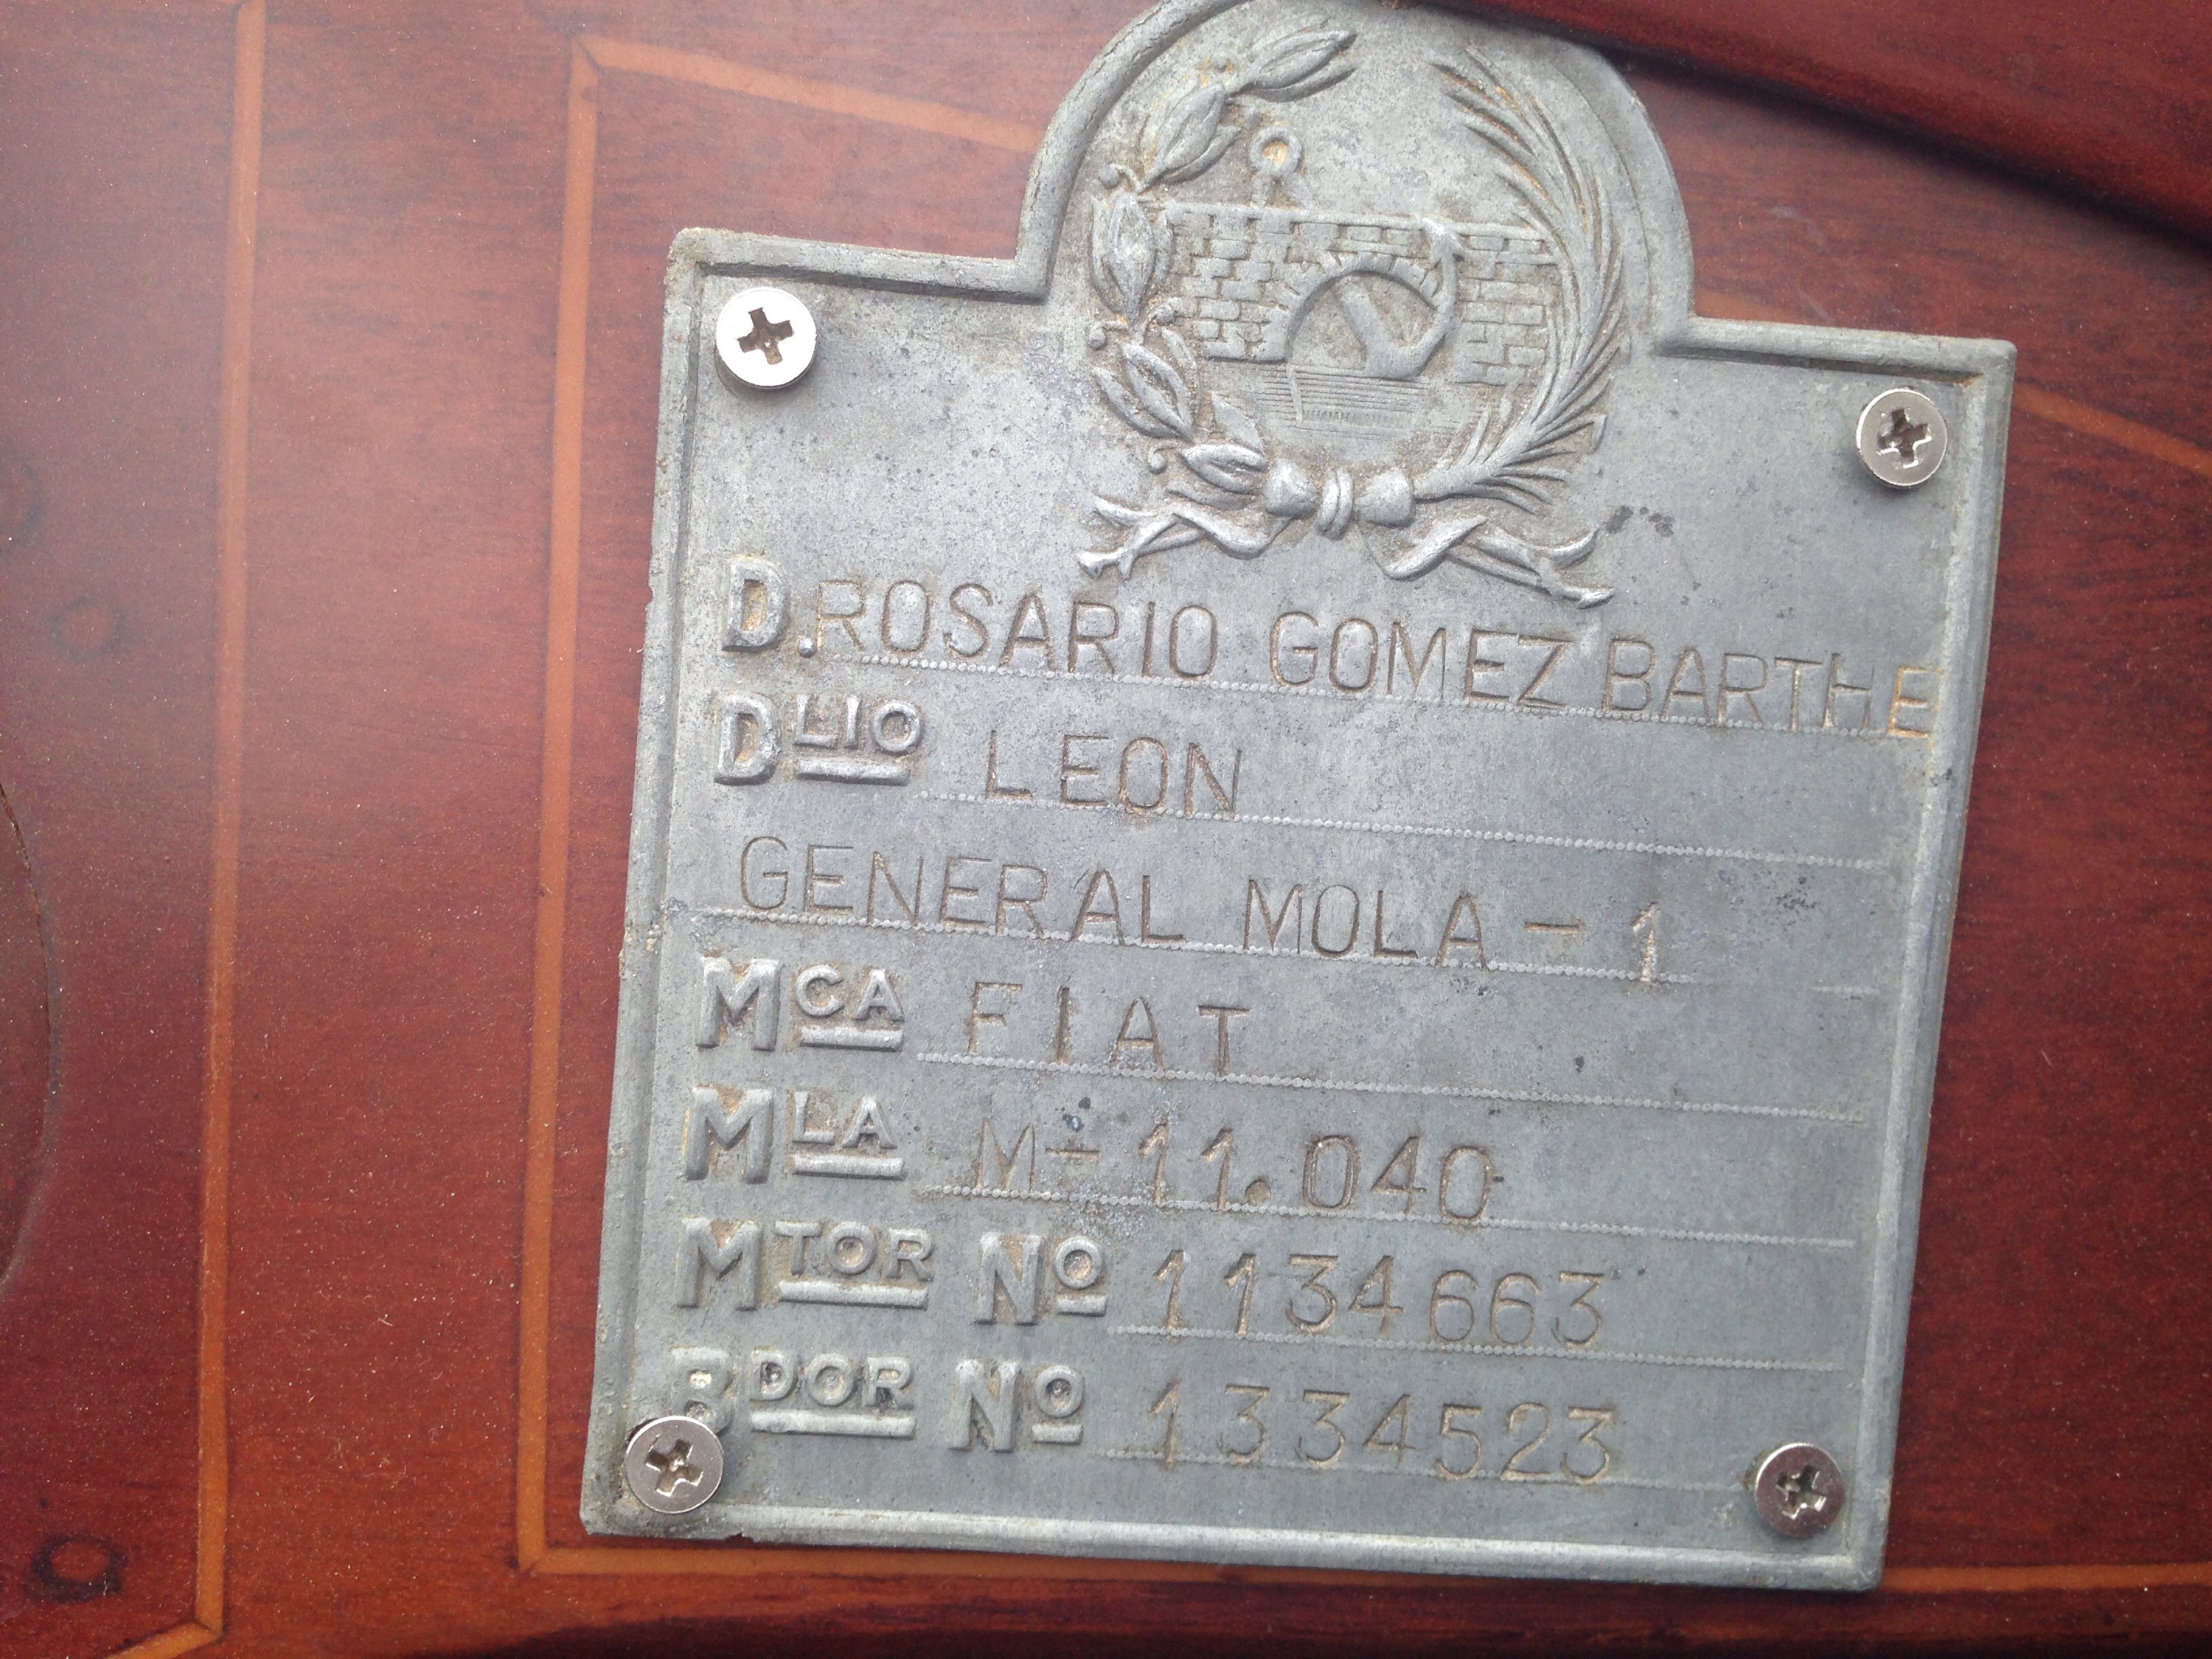 D. ROSARIO GOMEZ BARTHE
DLIO LEON
GENERAL MOLA - 1
MCA FIAT
MLA M-11.040
MTOR Nº 1134663
BDOR Nº 1334523